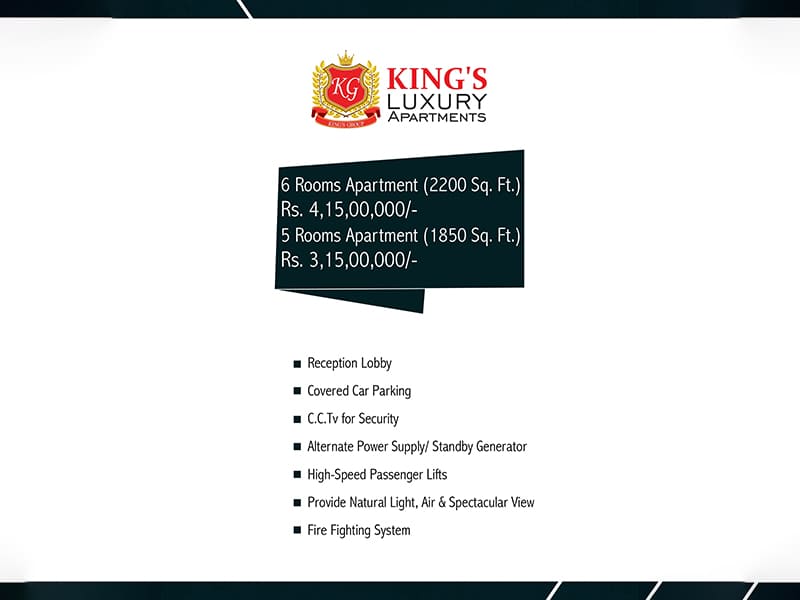 KG
KING'S GROUP
KING'S
LUXURY
APARTMENTS
6 Rooms Apartment (2200 Sq. Ft.)
Rs. 4,15,00,000/-
5 Rooms Apartment (1850 Sq. Ft.)
Rs. 3,15,00,000/-
Reception Lobby
Covered Car Parking
C.C.Tv for Security
Alternate Power Supply/ Standby Generator
High-Speed Passenger Lifts
Provide Natural Light, Air & Spectacular View
Fire Fighting System